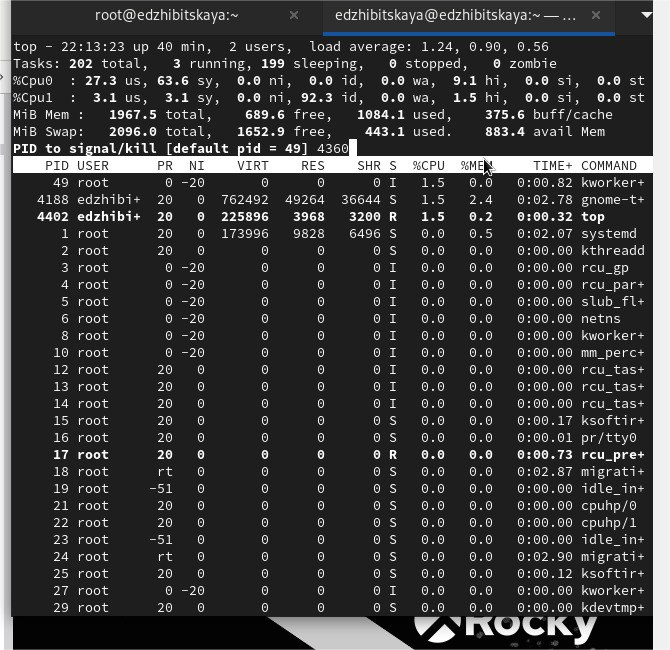 root@edzhibitskaya:~
edzhibitskaya@edzhibitskaya:~ — ...
top - 22:13:23 up 40 min,  2 users,  load average: 1.24, 0.90, 0.56
Tasks: 202 total,   3 running, 199 sleeping,   0 stopped,   0 zombie
%Cpu0  : 27.3 us, 63.6 sy,  0.0 ni,  0.0 id,  0.0 wa,  9.1 hi,  0.0 si,  0.0 st
%Cpu1  :  3.1 us,  3.1 sy,  0.0 ni, 92.3 id,  0.0 wa,  1.5 hi,  0.0 si,  0.0 st
MiB Mem :   1967.5 total,    689.6 free,   1084.1 used,    375.6 buff/cache
MiB Swap:   2096.0 total,   1652.9 free,    443.1 used.    883.4 avail Mem
PID to signal/kill [default pid = 49] 4360
PID USER      PR  NI    VIRT    RES    SHR S  %CPU  %MEM     TIME+ COMMAND
49 root       0 -20       0      0      0 I   1.5   0.0   0:00.82 kworker+
4188 edzhibi+  20   0  762492  49264  36644 S   1.5   2.4   0:02.78 gnome-t+
4402 edzhibi+  20   0  225896   3968   3200 R   1.5   0.2   0:00.32 top
1 root      20   0  173996   9828   6496 S   0.0   0.5   0:02.07 systemd
2 root      20   0       0      0      0 S   0.0   0.0   0:00.00 kthreadd
3 root       0 -20       0      0      0 I   0.0   0.0   0:00.00 rcu_gp
4 root       0 -20       0      0      0 I   0.0   0.0   0:00.00 rcu_par+
5 root       0 -20       0      0      0 I   0.0   0.0   0:00.00 slub_fl+
6 root       0 -20       0      0      0 I   0.0   0.0   0:00.00 netns
8 root       0 -20       0      0      0 I   0.0   0.0   0:00.00 kworker+
10 root       0 -20       0      0      0 I   0.0   0.0   0:00.00 mm_perc+
12 root      20   0       0      0      0 I   0.0   0.0   0:00.00 rcu_tas+
13 root      20   0       0      0      0 I   0.0   0.0   0:00.00 rcu_tas+
14 root      20   0       0      0      0 I   0.0   0.0   0:00.00 rcu_tas+
15 root      20   0       0      0      0 S   0.0   0.0   0:00.17 ksoftir+
16 root      20   0       0      0      0 S   0.0   0.0   0:00.01 pr/tty0
17 root      20   0       0      0      0 R   0.0   0.0   0:00.73 rcu_pre+
18 root      rt   0       0      0      0 S   0.0   0.0   0:02.87 migrati+
19 root     -51   0       0      0      0 S   0.0   0.0   0:00.00 idle_in+
21 root      20   0       0      0      0 S   0.0   0.0   0:00.00 cpuhp/0
22 root      20   0       0      0      0 S   0.0   0.0   0:00.00 cpuhp/1
23 root     -51   0       0      0      0 S   0.0   0.0   0:00.00 idle_in+
24 root      rt   0       0      0      0 S   0.0   0.0   0:02.90 migrati+
25 root      20   0       0      0      0 S   0.0   0.0   0:00.12 ksoftir+
27 root       0 -20       0      0      0 I   0.0   0.0   0:00.00 kworker+
29 root      20   0       0      0      0 S   0.0   0.0   0:00.00 kdevtmp+
Rocky